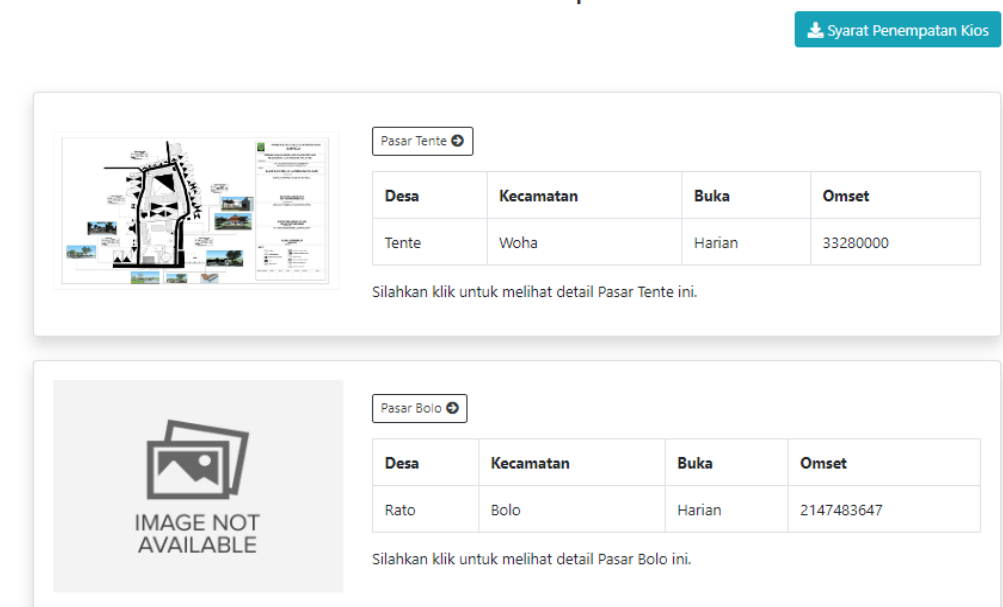 Syarat Penempatan Kios
Pasar Tente
Desa Kecamatan Buka Omset
Tente Woha Harian 33280000
Silahkan klik untuk melihat detail Pasar Tente ini.
IMAGE NOT
AVAILABLE
Pasar Bolo
Desa Kecamatan Buka Omset
Rato Bolo Harian 2147483647
Silahkan klik untuk melihat detail Pasar Bolo ini.